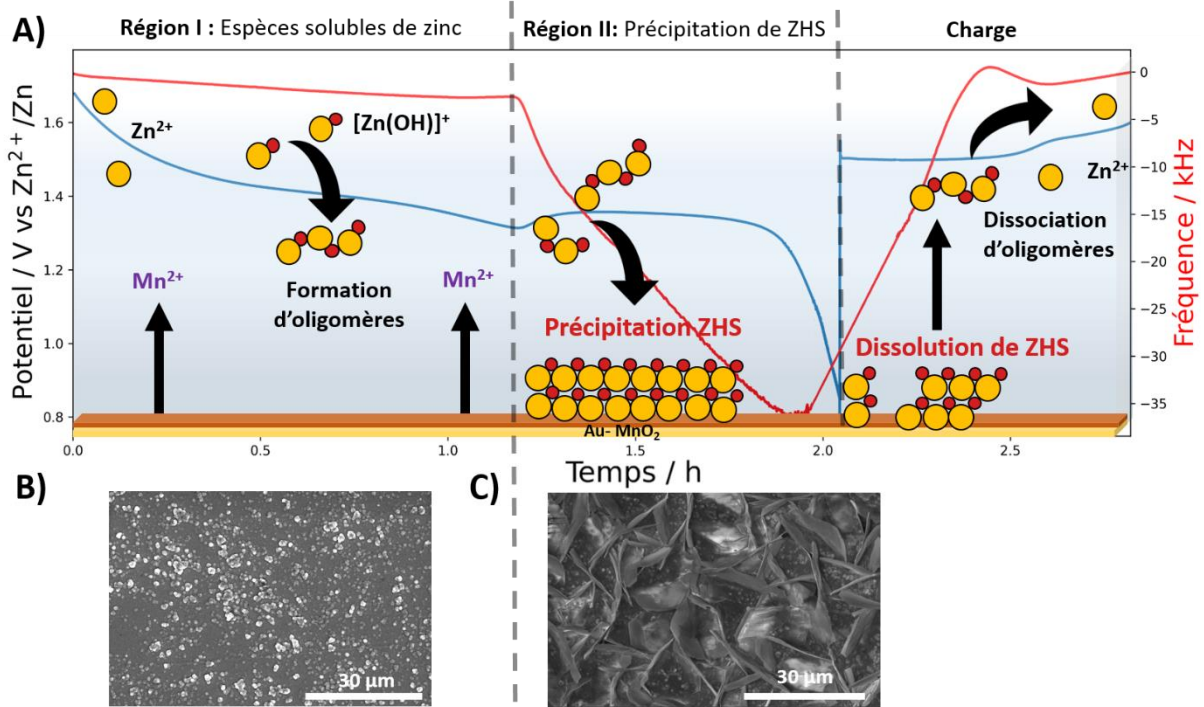 A)
Région I : Espèces solubles de zinc
Région II: Précipitation de ZHS
Charge
Potentiel / V vs Zn²⁺/Zn
1.6
1.4
1.2
1.0
0.8
Zn²⁺
[Zn(OH)]⁺
Mn²⁺
Formation
d’oligomères
Mn²⁺
Précipitation ZHS
Au- MnO₂
Zn²⁺
Dissociation
d’oligomères
Dissolution de ZHS
0
−5
−10
−15
−20
−25
−30
−35
Fréquence / kHz
0.0
0.5
1.0
1.5
2.0
2.5
Temps / h
B)
30 µm
C)
30 µm